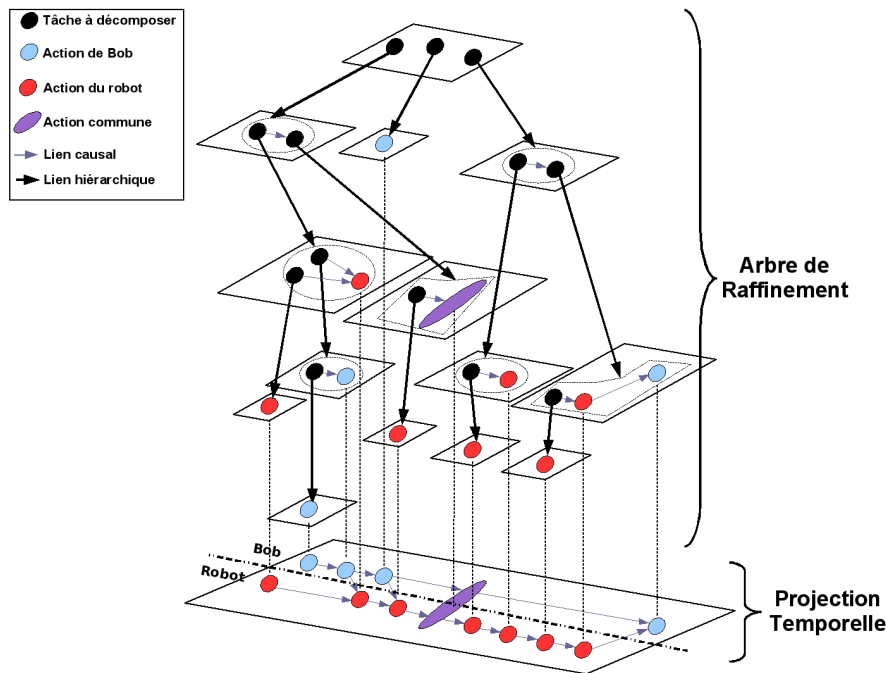 Tâche à décomposer
Action de Bob
Action du robot
Action commune
Lien causal
Lien hiérarchique
Arbre de
Raffinement
Bob
Robot
Projection
Temporelle